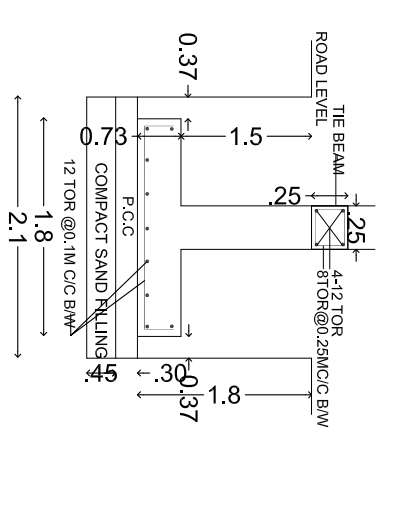 ROAD LEVEL
TIE BEAM
0.37
0.73
1.5
.25
.25
4-12 TOR
8TOR@0.25MC/C B/W
P.C.C
COMPACT SAND FILLING
12 TOR @0.1M C/C B/W
1.8
2.1
.45
.30
0.37
1.8